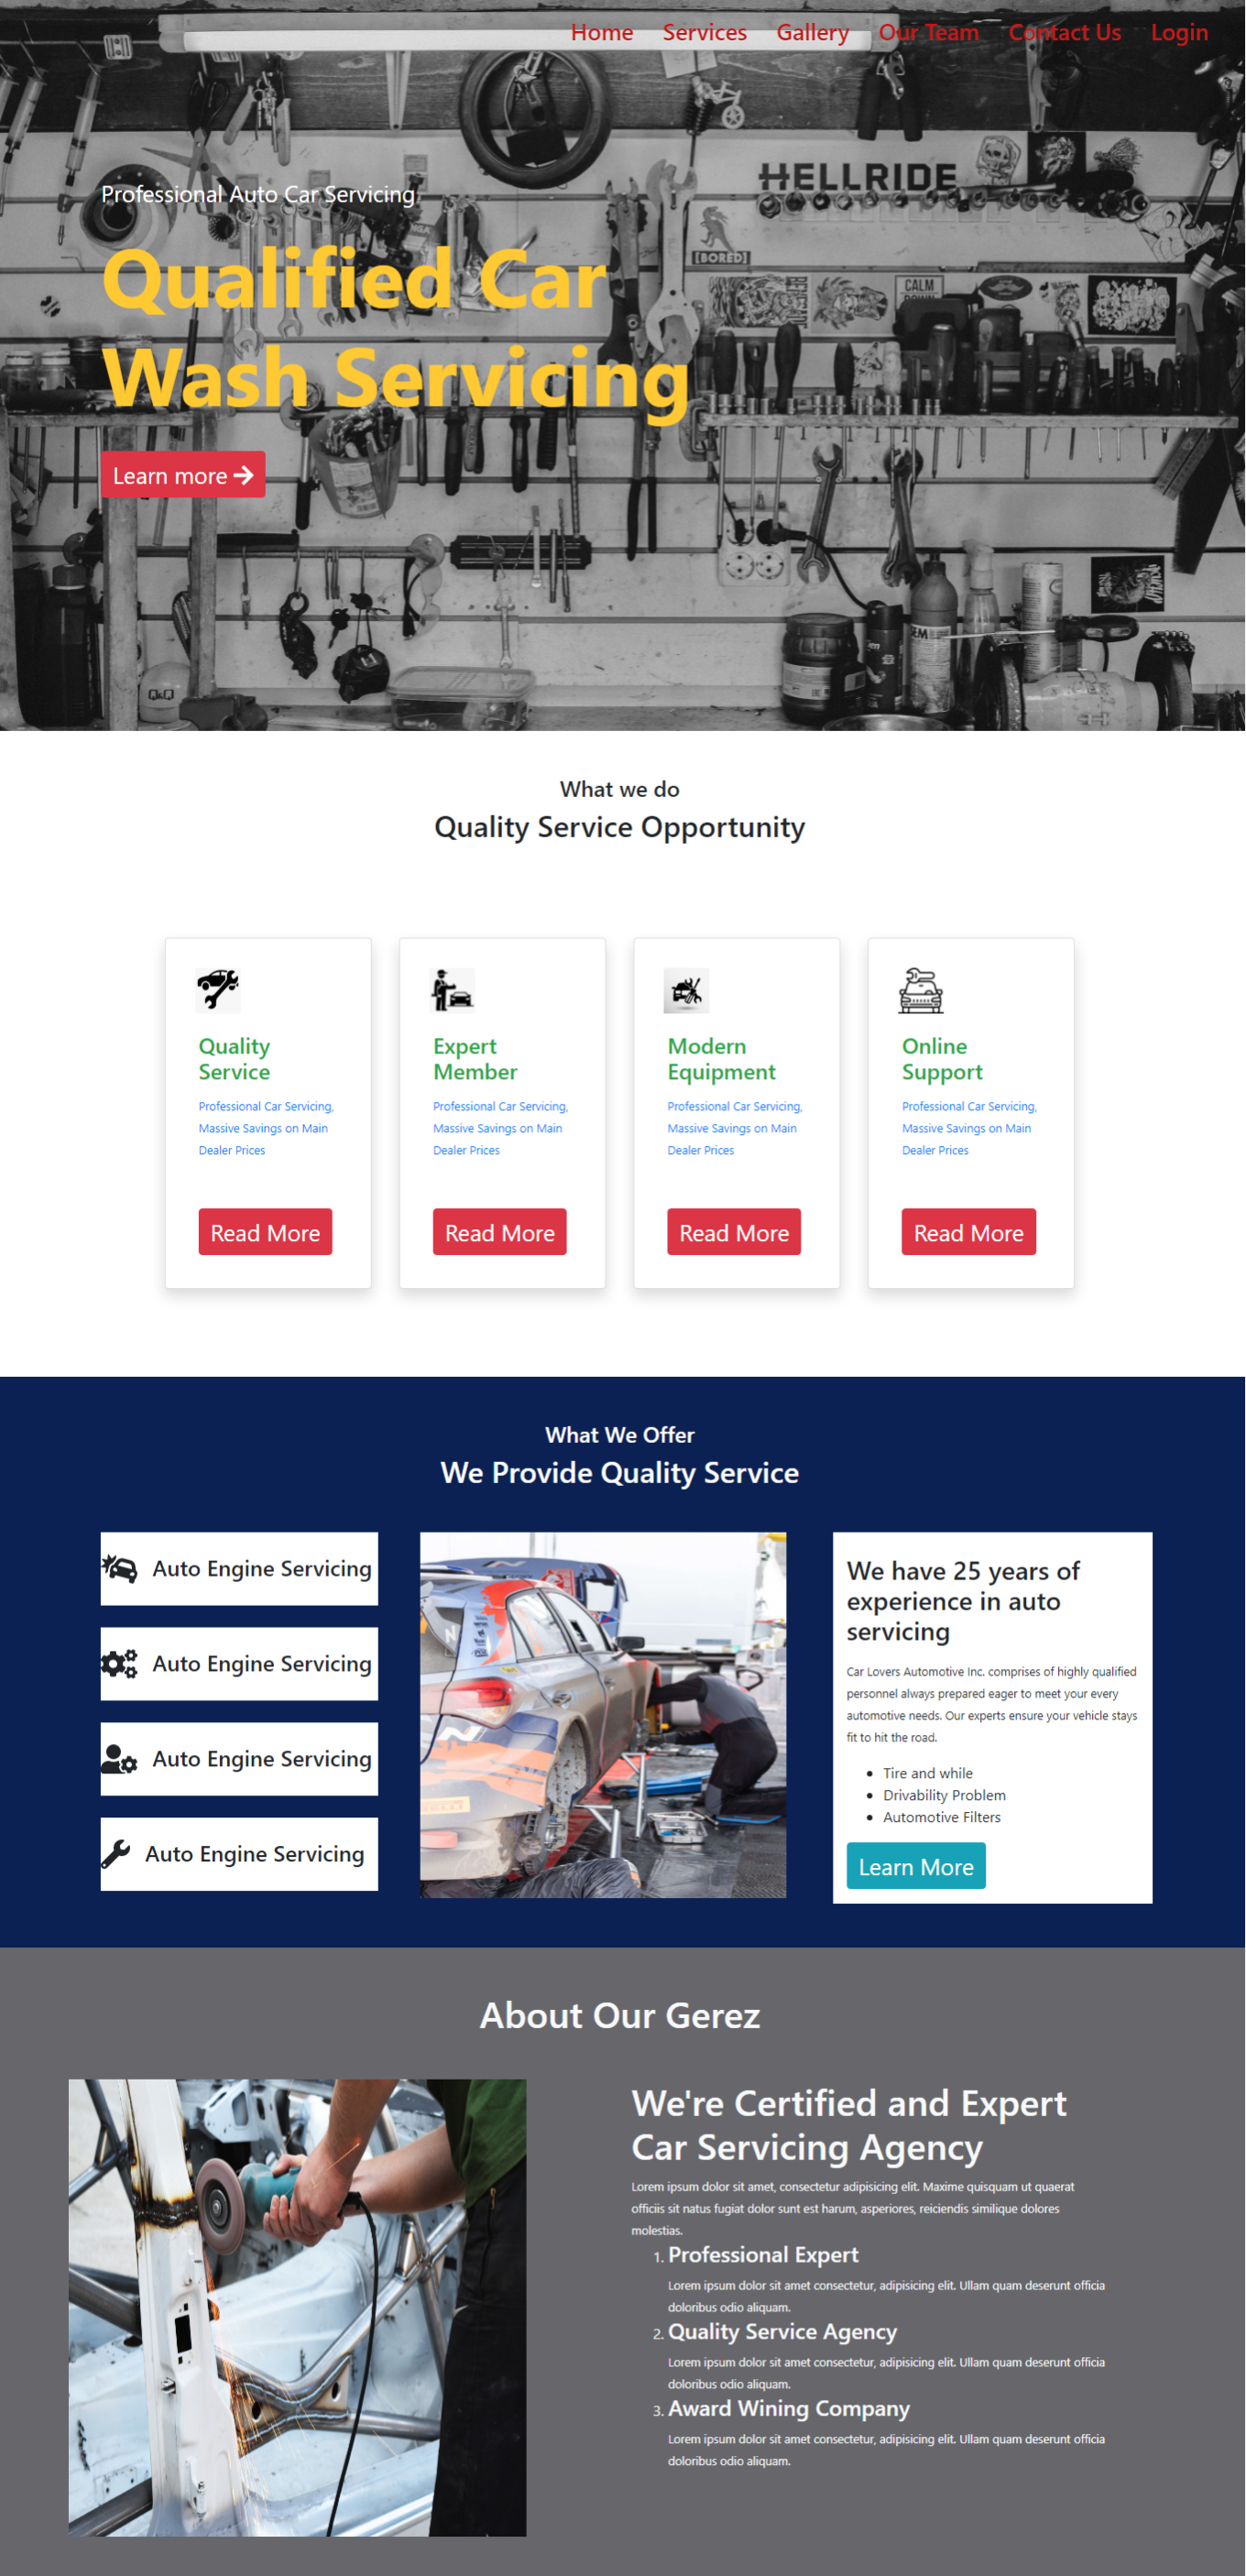 Home Services Gallery Our Team Contact Us Login
HELLRIDE
Professional Auto Car Servicing
[BORED]
Qualified Car
CALM
DOWN
Wash Servicing
Learn more
Q&Q
What we do
Quality Service Opportunity
Quality
Service
Professional Car Servicing,
Massive Savings on Main
Dealer Prices
Read More
Expert
Member
Professional Car Servicing,
Massive Savings on Main
Dealer Prices
Read More
Modern
Equipment
Professional Car Servicing,
Massive Savings on Main
Dealer Prices
Read More
Online
Support
Professional Car Servicing,
Massive Savings on Main
Dealer Prices
Read More
What We Offer
We Provide Quality Service
Auto Engine Servicing
Auto Engine Servicing
Auto Engine Servicing
Auto Engine Servicing
N
N
We have 25 years of
experience in auto
servicing
Car Lovers Automotive Inc. comprises of highly qualified
personnel always prepared eager to meet your every
automotive needs. Our experts ensure your vehicle stays
fit to hit the road.
Tire and while
Drivability Problem
Automotive Filters
Learn More
About Our Gerez
We're Certified and Expert
Car Servicing Agency
Lorem ipsum dolor sit amet, consectetur adipisicing elit. Maxime quisquam ut quaerat
officiis sit natus fugiat dolor sunt est harum, asperiores, reiciendis similique dolores
molestias.
1. Professional Expert
Lorem ipsum dolor sit amet consectetur, adipisicing elit. Ullam quam deserunt officia
doloribus odio aliquam.
2. Quality Service Agency
Lorem ipsum dolor sit amet consectetur, adipisicing elit. Ullam quam deserunt officia
doloribus odio aliquam.
3. Award Wining Company
Lorem ipsum dolor sit amet consectetur, adipisicing elit. Ullam quam deserunt officia
doloribus odio aliquam.